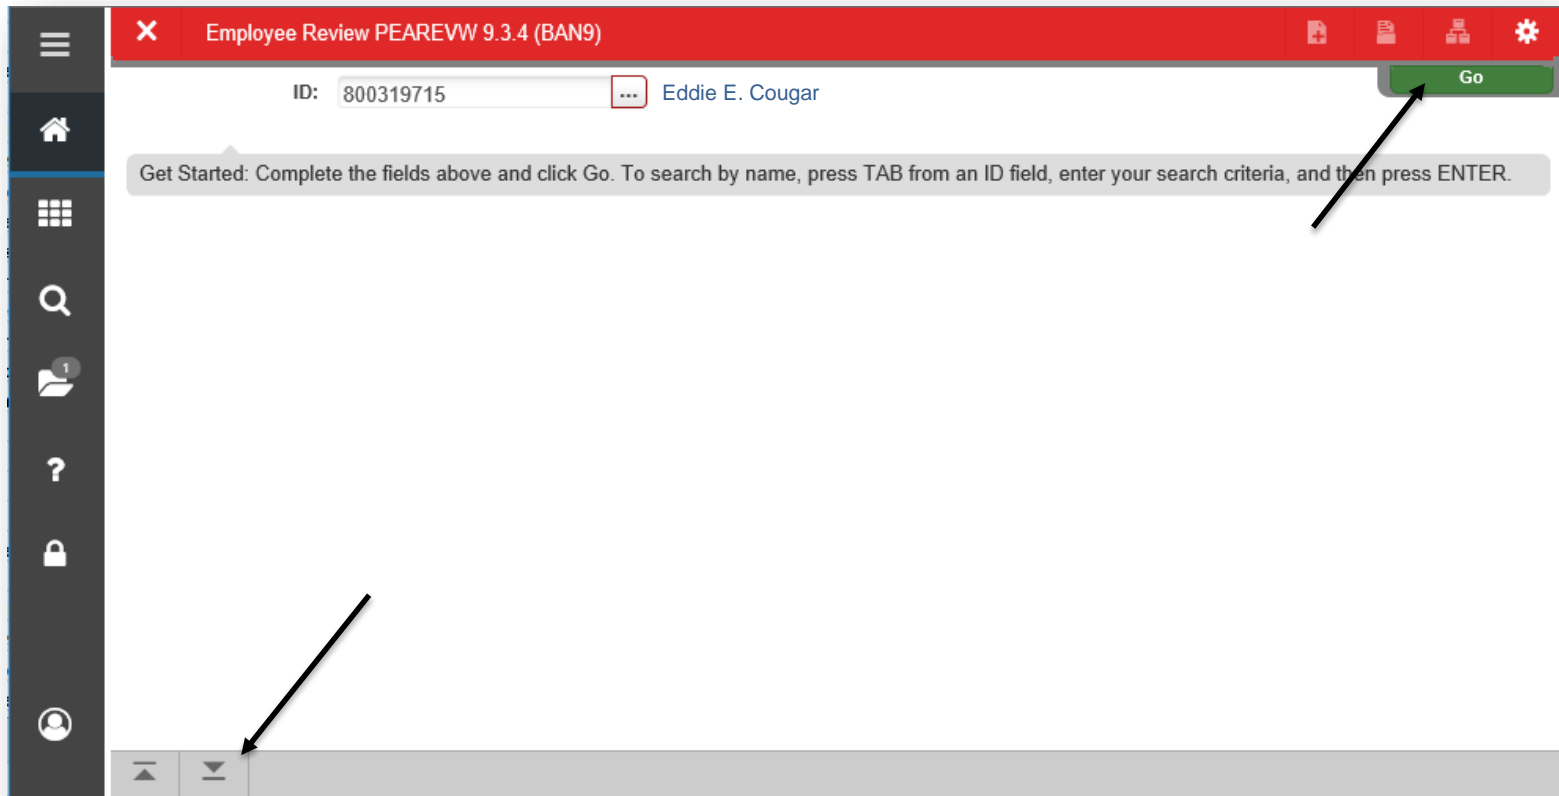 Employee Review PEAREVW 9.3.4 (BAN9)
ID: 800319715 ... Eddie E. Cougar
Go
Get Started: Complete the fields above and click Go. To search by name, press TAB from an ID field, enter your search criteria, and then press ENTER.
1
?